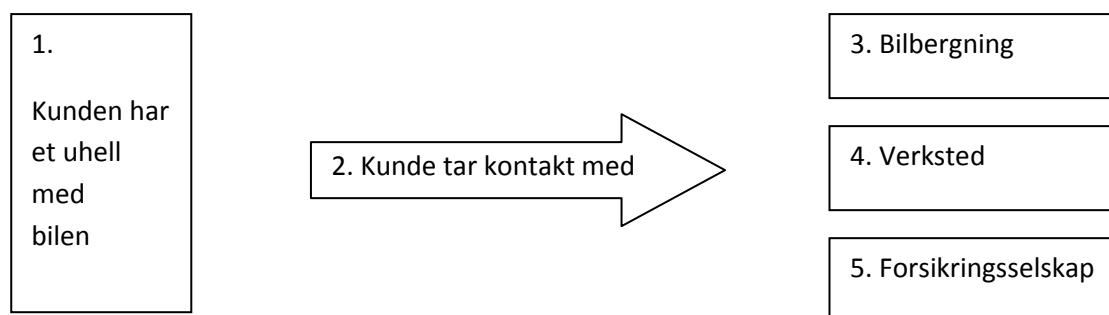 1.
Kunden har
et uhell
med
bilen
2. Kunde tar kontakt med
3. Bilbergning
4. Verksted
5. Forsikringsselskap